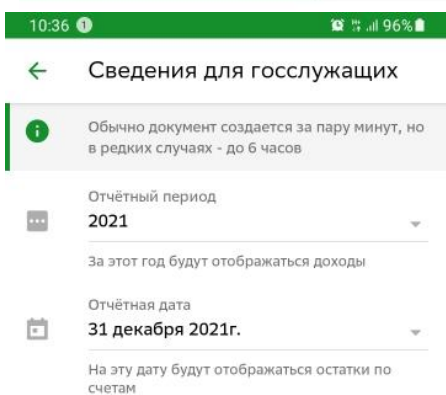 10:36 1 96%
Сведения для госслужащих
Обычно документ создается за пару минут, но
в редких случаях - до 6 часов
Отчётный период
2021
За этот год будут отображаться доходы
Отчётная дата
31 декабря 2021г.
На эту дату будут отображаться остатки по
счетам